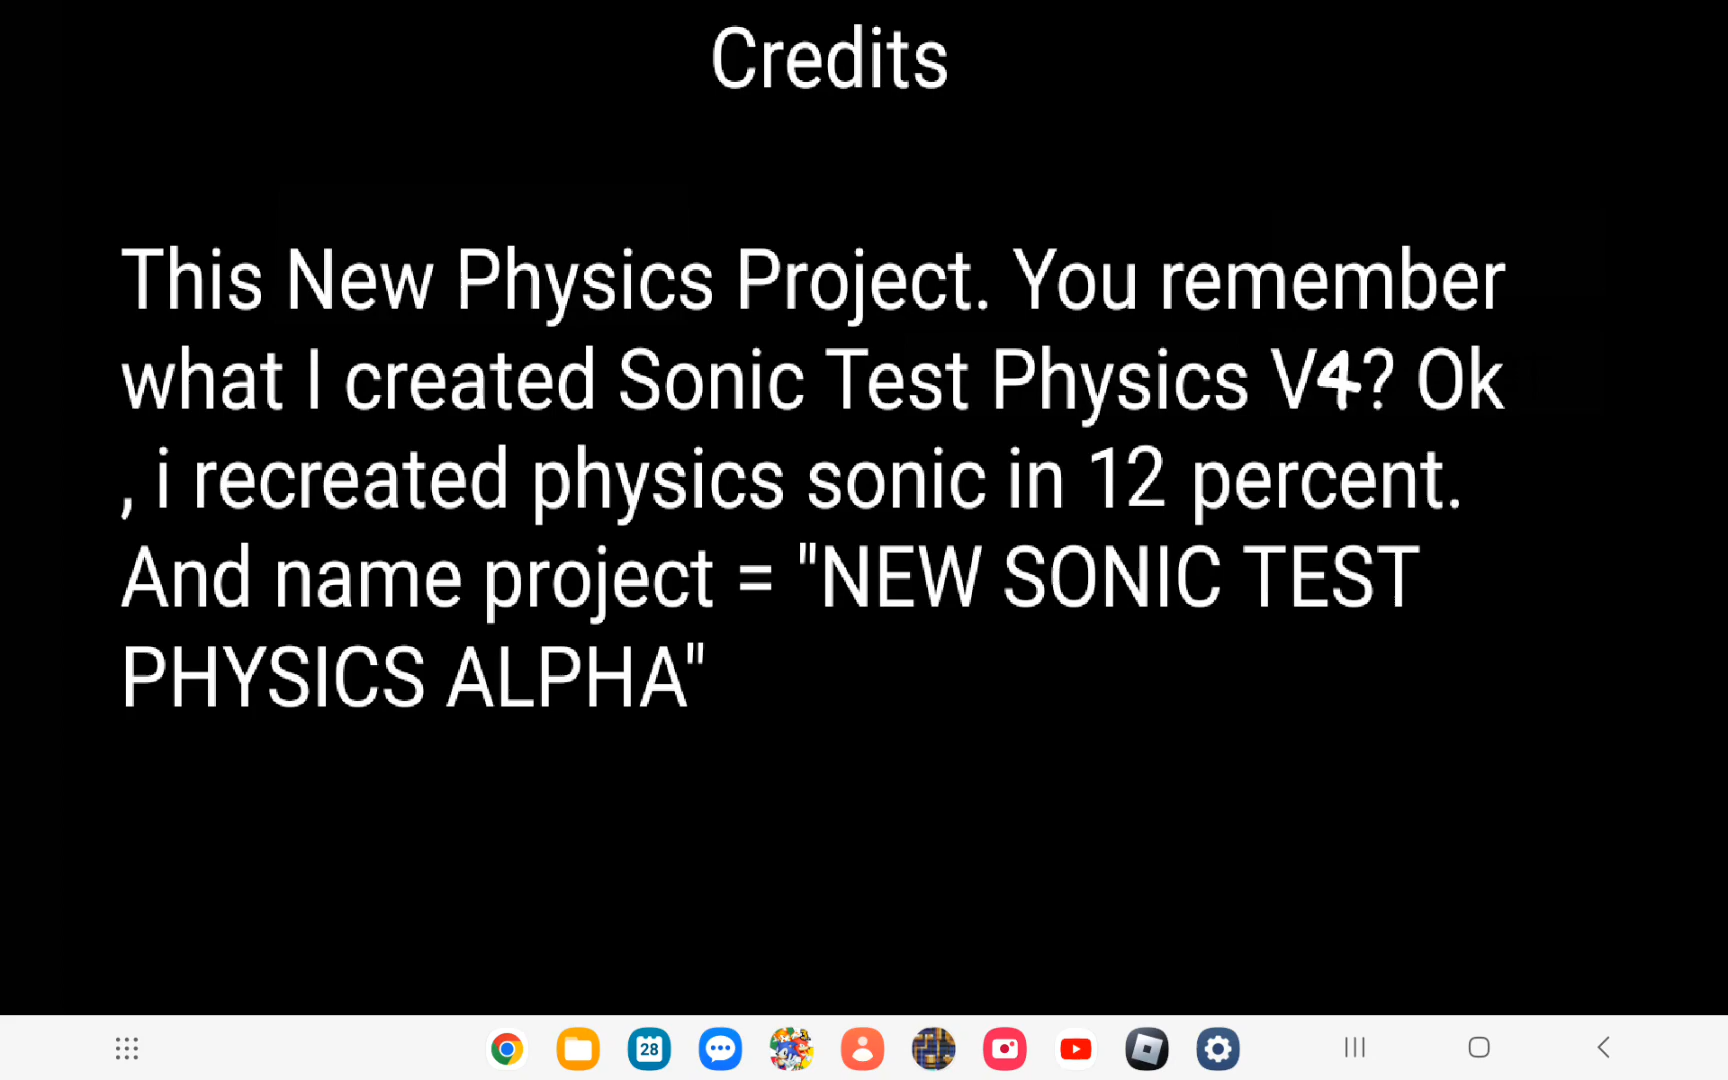 Credits
This New Physics Project. You remember
what I created Sonic Test Physics V4? Ok
, i recreated physics sonic in 12 percent.
And name project = "NEW SONIC TEST
PHYSICS ALPHA"
28